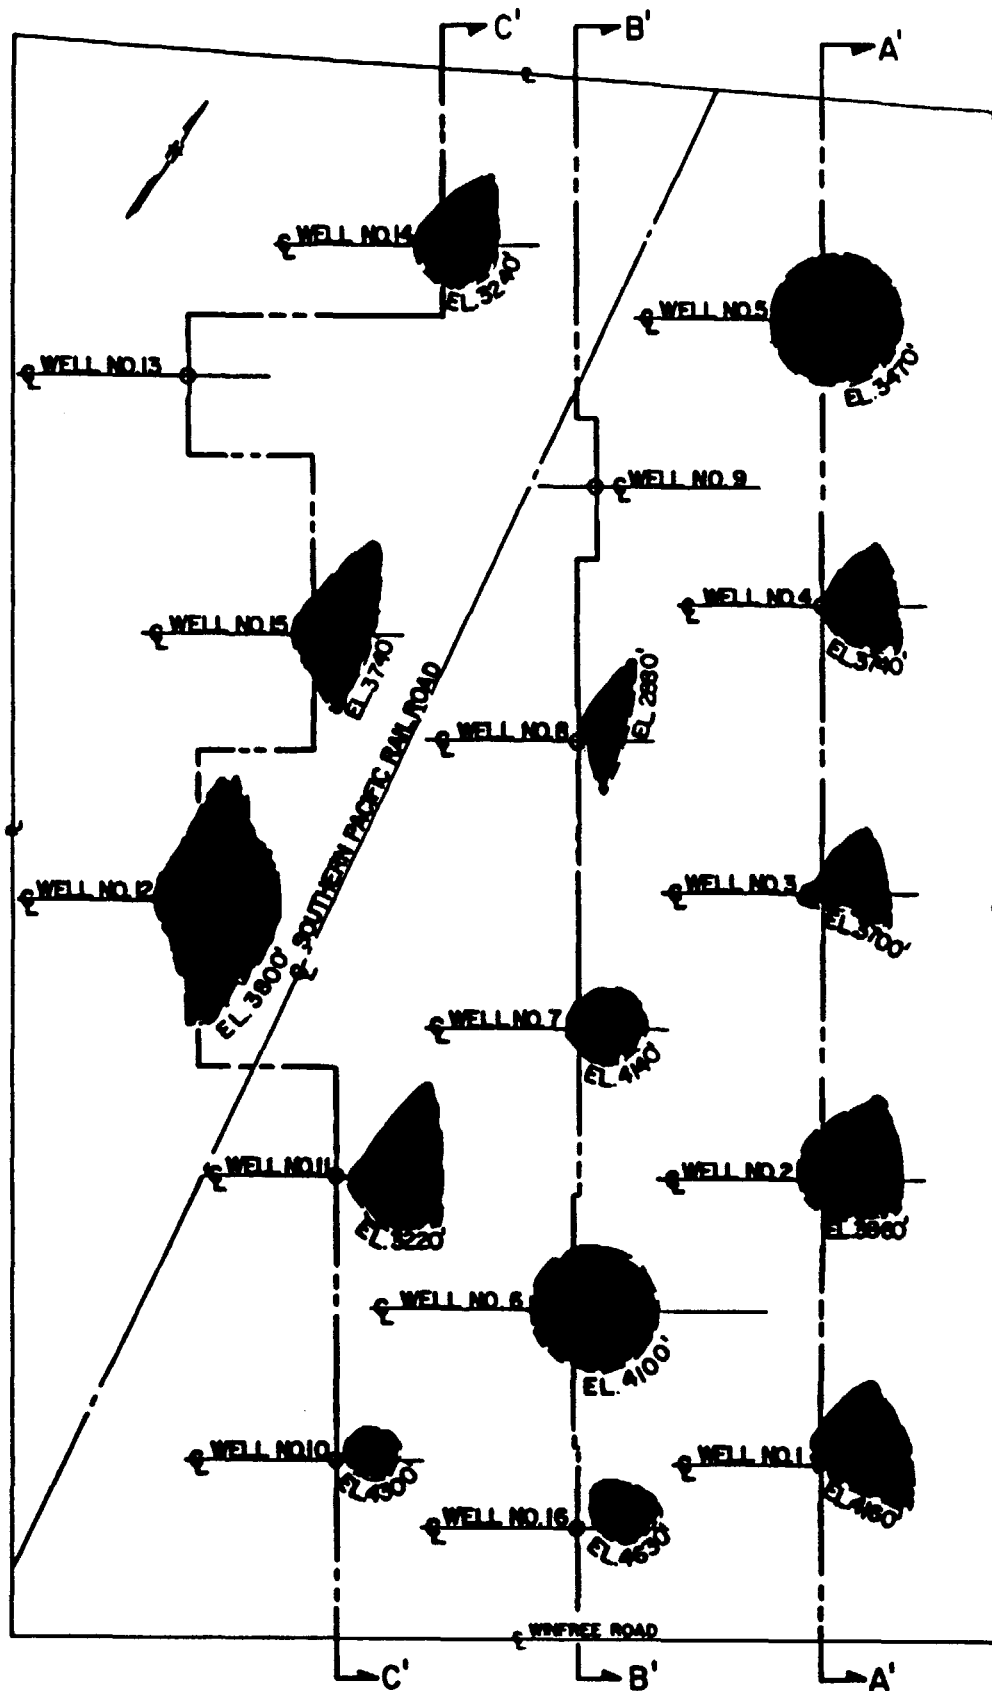 C'
B'
A'
℄
WELL NO. 14
EL. 3240'
WELL NO. 5
EL. 3470'
WELL NO. 13
WELL NO. 9
WELL NO. 4
EL. 3740'
WELL NO. 15
EL. 3740'
WELL NO. 8
EL. 2880'
SOUTHERN PACIFIC RAILROAD
WELL NO. 12
EL. 3800'
WELL NO. 3
EL. 3700'
WELL NO. 7
EL. 4140'
WELL NO. 11
EL. 3220'
WELL NO. 2
WELL NO. 6
EL. 4100'
WELL NO. 10
EL. 4300'
WELL NO. 1
EL. 4160'
WELL NO. 16
EL. 4630'
℄ WINFREE ROAD
C'
B'
A'